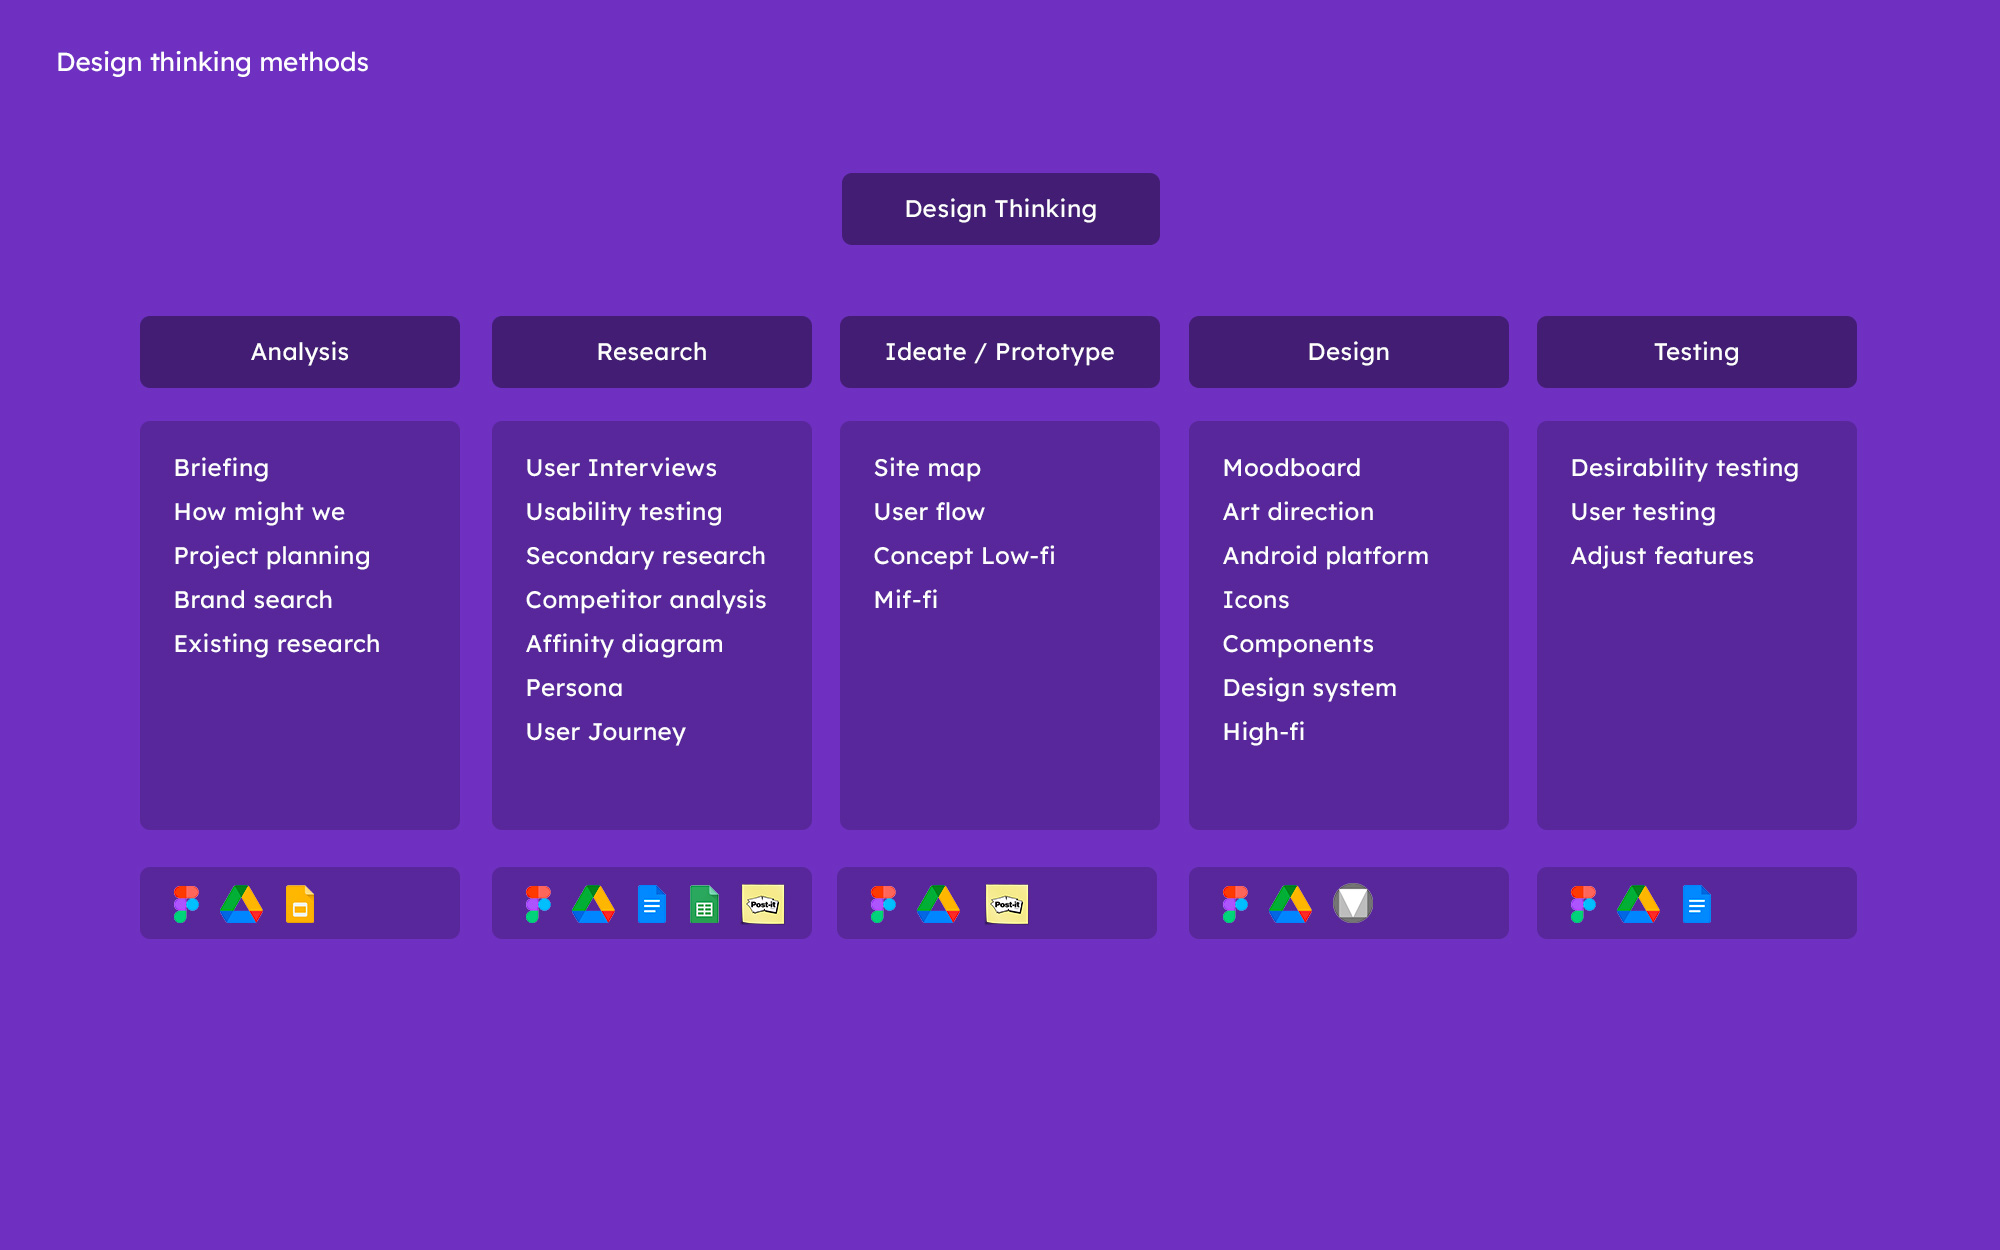 Design thinking methods
Design Thinking
Analysis
Research
Ideate / Prototype
Design
Testing
Briefing
How might we
Project planning
Brand search
Existing research
User Interviews
Usability testing
Secondary research
Competitor analysis
Affinity diagram
Persona
User Journey
Site map
User flow
Concept Low-fi
Mif-fi
Moodboard
Art direction
Android platform
Icons
Components
Design system
High-fi
Desirability testing
User testing
Adjust features
Post-it
Post-it